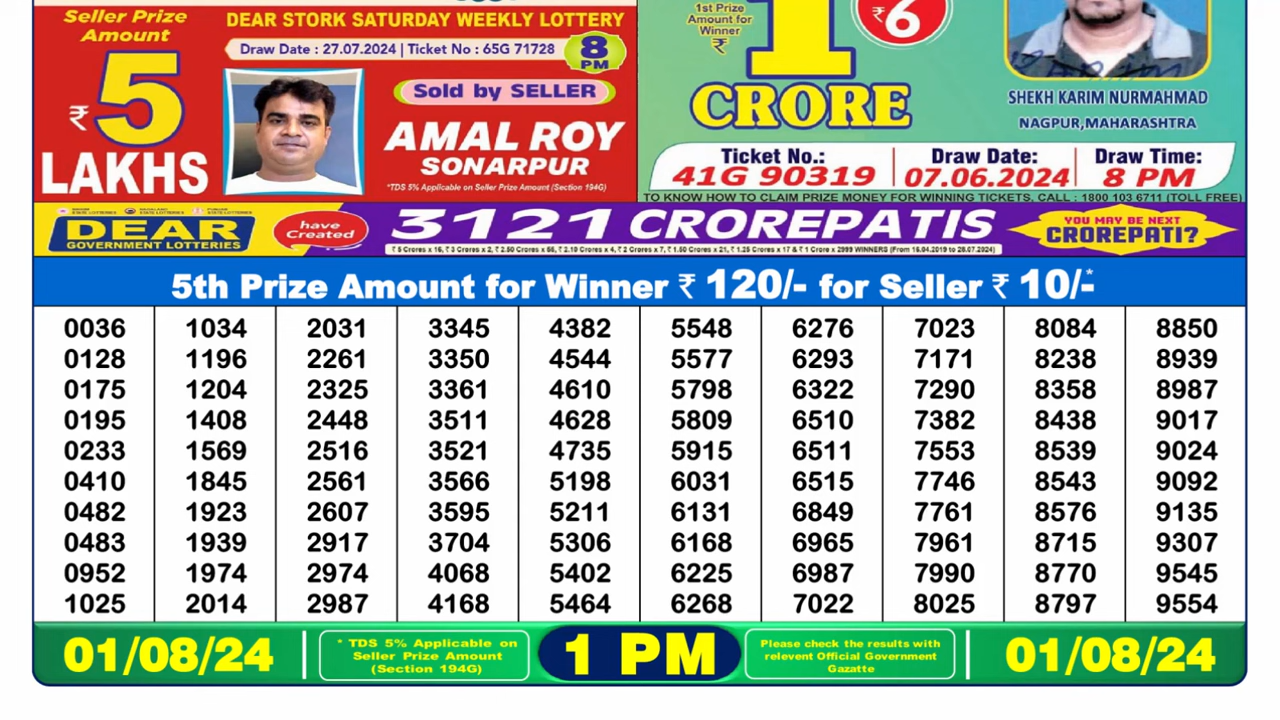 Seller Prize
Amount
₹ 5
LAKHS
DEAR STORK SATURDAY WEEKLY LOTTERY
Draw Date : 27.07.2024 | Ticket No : 65G 71728
8
PM
Sold by SELLER
AMAL ROY
SONARPUR
*TDS 5% Applicable on Seller Prize Amount (Section 194G)
1st Prize
Amount for
Winner
₹
1
CRORE
₹6
SHEKH KARIM NURMAHMAD
NAGPUR,MAHARASHTRA
Ticket No.: Draw Date: Draw Time:
41G 90319 07.06.2024 8 PM
TO KNOW HOW TO CLAIM PRIZE MONEY FOR WINNING TICKETS, CALL : 1800 103 6711 (TOLL FREE)
DEAR
GOVERNMENT LOTTERIES
have
Created
3121 CROREPATIS
YOU MAY BE NEXT
CROREPATI?
5th Prize Amount for Winner ₹ 120/- for Seller ₹ 10/-*
0036 1034 2031 3345 4382 5548 6276 7023 8084 8850
0128 1196 2261 3350 4544 5577 6293 7171 8238 8939
0175 1204 2325 3361 4610 5798 6322 7290 8358 8987
0195 1408 2448 3511 4628 5809 6510 7382 8438 9017
0233 1569 2516 3521 4735 5915 6511 7553 8539 9024
0410 1845 2561 3566 5198 6031 6515 7746 8543 9092
0482 1923 2607 3595 5211 6131 6849 7761 8576 9135
0483 1939 2917 3704 5306 6168 6965 7961 8715 9307
0952 1974 2974 4068 5402 6225 6987 7990 8770 9545
1025 2014 2987 4168 5464 6268 7022 8025 8797 9554
01/08/24
* TDS 5% Applicable on
Seller Prize Amount
(Section 194G)
1 PM
Please check the results with
relevent Official Government
Gazatte
01/08/24